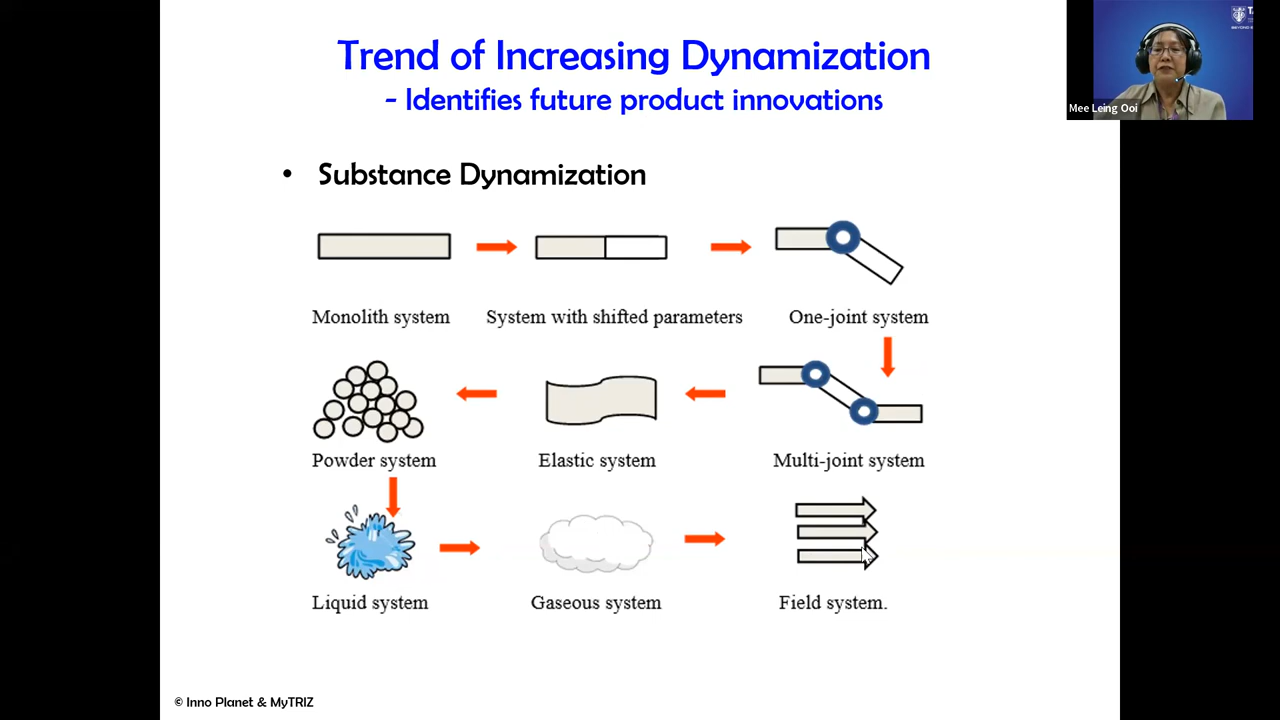 Trend of Increasing Dynamization
- Identifies future product innovations
Mee Leing Ooi
• Substance Dynamization
Monolith system
System with shifted parameters
One-joint system
Powder system
Elastic system
Multi-joint system
Liquid system
Gaseous system
Field system.
© Inno Planet & MyTRIZ